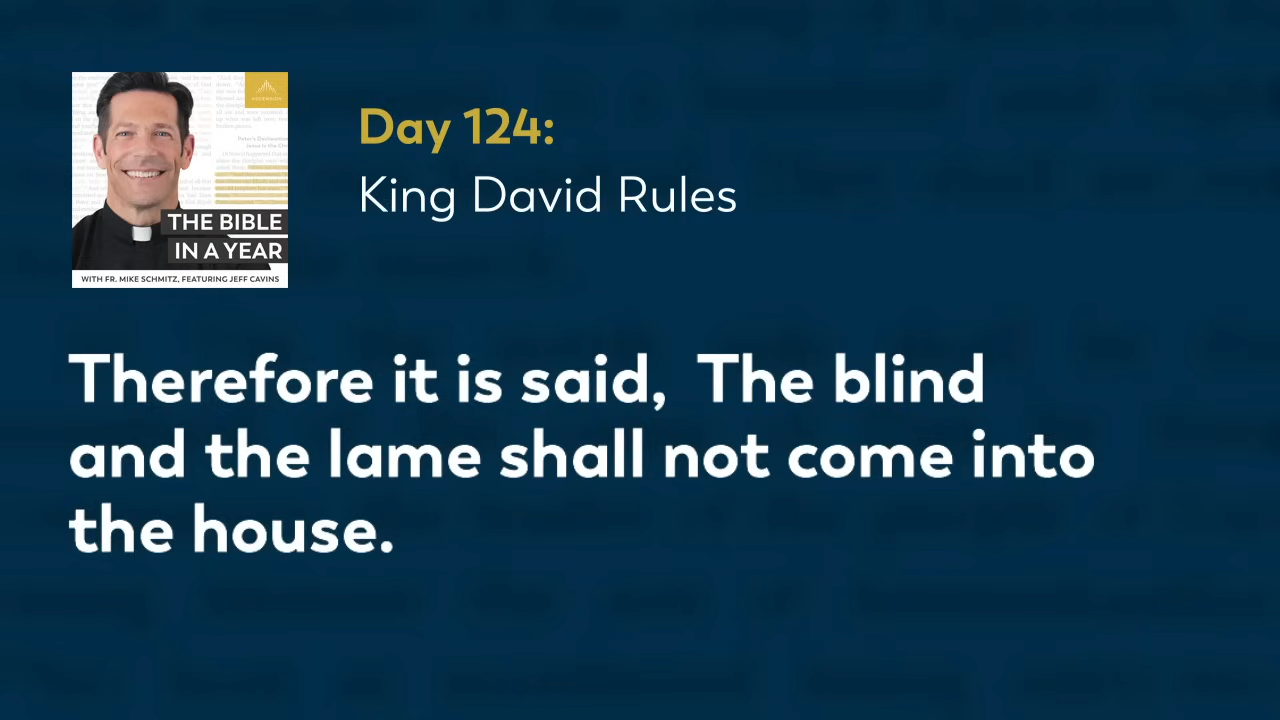 ASCENSION
THE BIBLE
IN A YEAR
WITH FR. MIKE SCHMITZ, FEATURING JEFF CAVINS
Day 124:
King David Rules
Therefore it is said,  The blind
and the lame shall not come into
the house.